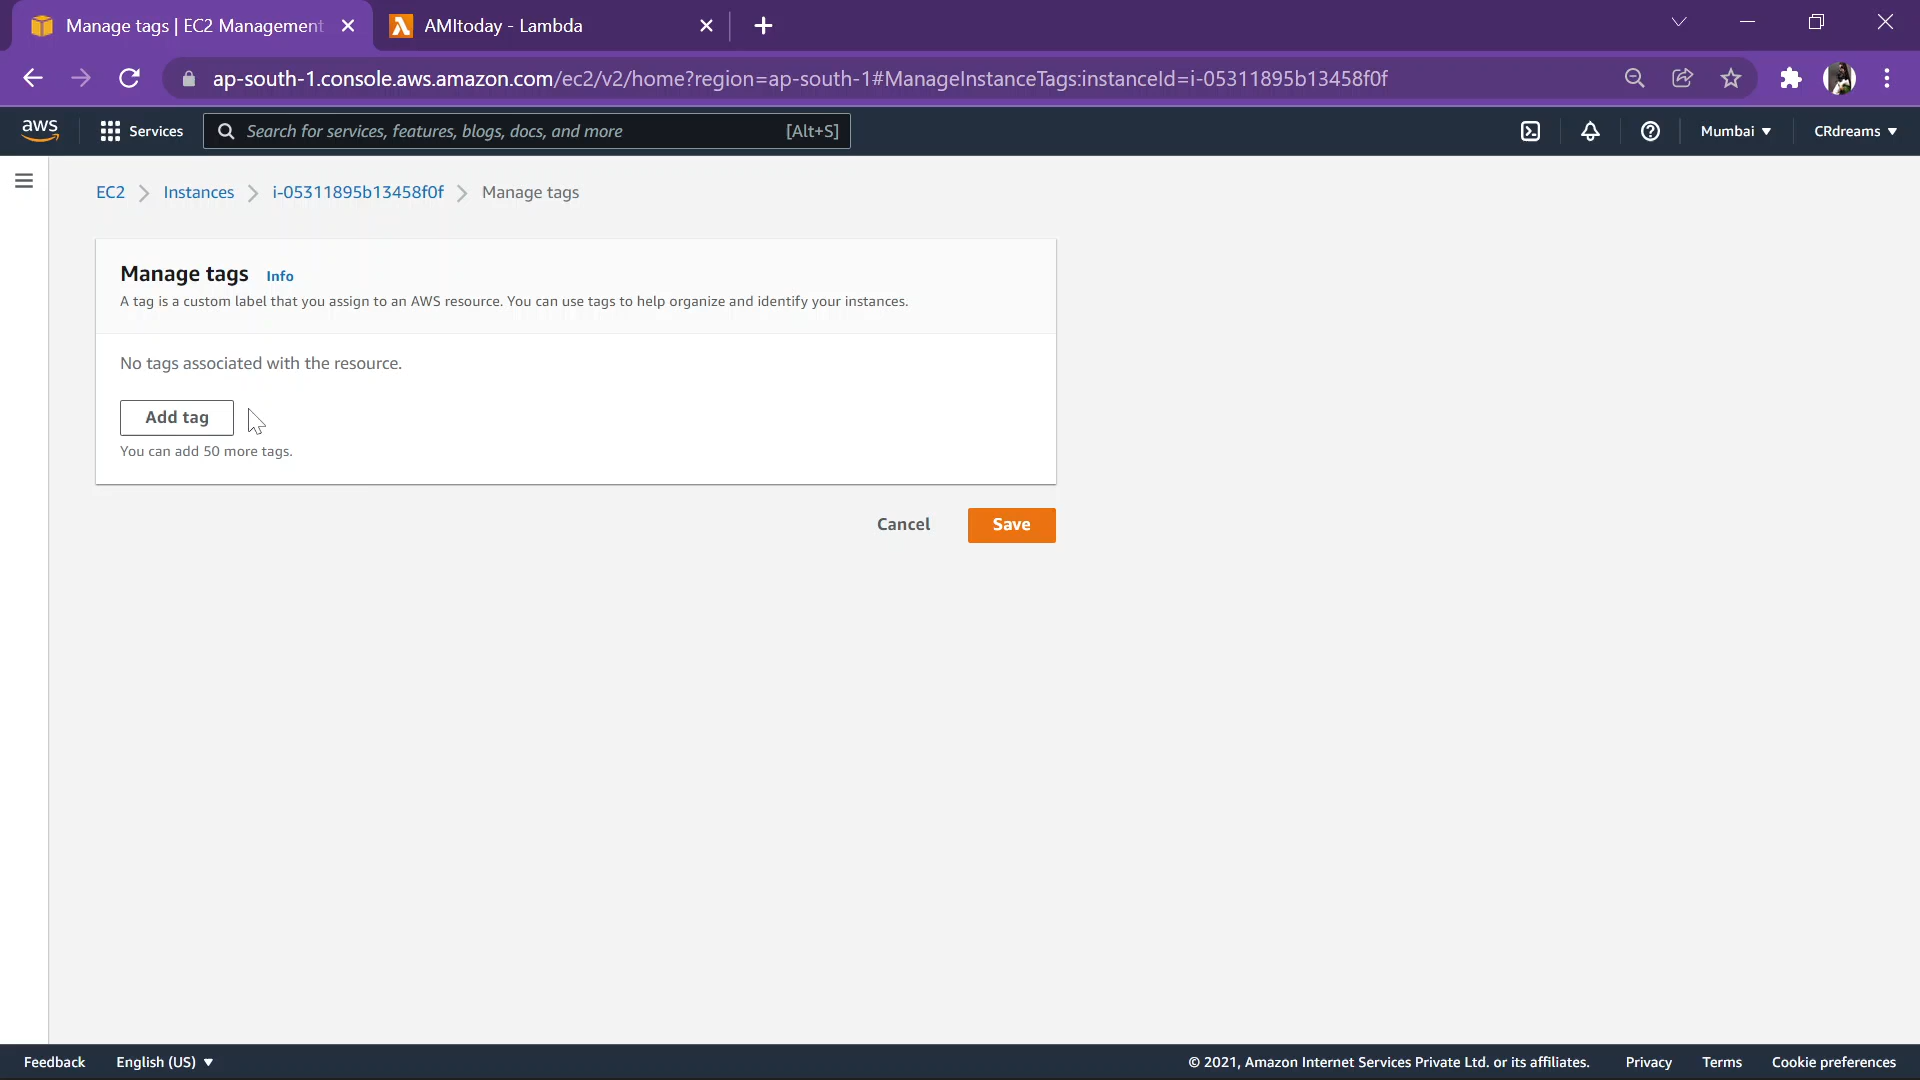 Manage tags | EC2 Management
AMItoday - Lambda
ap-south-1.console.aws.amazon.com/ec2/v2/home?region=ap-south-1#ManageInstanceTags:instanceId=i-05311895b13458f0f
aws
Services
Search for services, features, blogs, docs, and more
[Alt+S]
Mumbai
CRdreams
EC2
Instances
i-05311895b13458f0f
Manage tags
Manage tags
Info
A tag is a custom label that you assign to an AWS resource. You can use tags to help organize and identify your instances.
No tags associated with the resource.
Add tag
You can add 50 more tags.
Cancel
Save
Feedback
English (US)
© 2021, Amazon Internet Services Private Ltd. or its affiliates.
Privacy
Terms
Cookie preferences